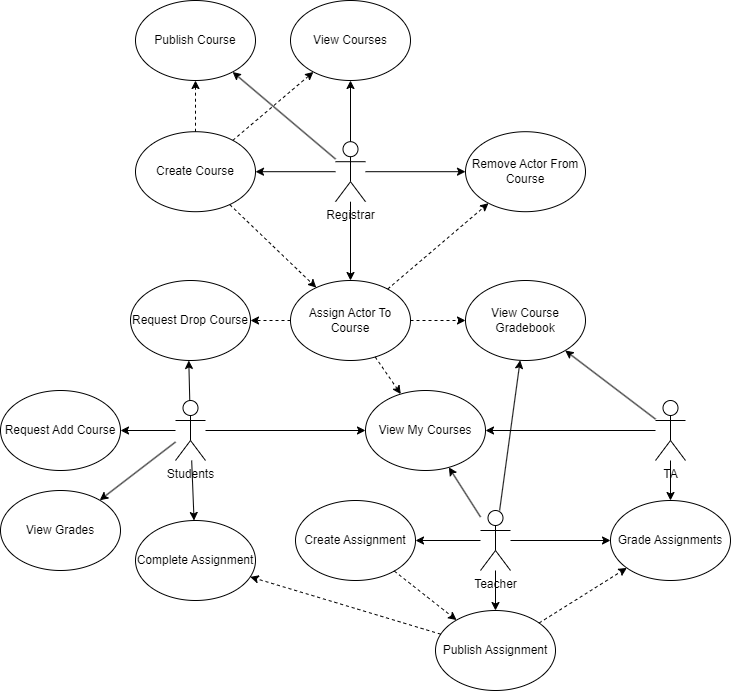 Publish Course
View Courses
Create Course
Remove Actor From
Course
Registrar
Request Drop Course
Assign Actor To
Course
View Course
Gradebook
Request Add Course
View My Courses
Students
TA
View Grades
Complete Assignment
Create Assignment
Grade Assignments
Teacher
Publish Assignment